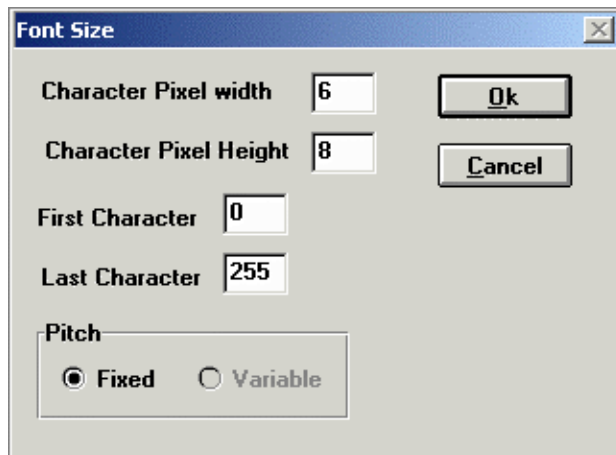 Font Size
Character Pixel width 6
Ok
Character Pixel Height 8
Cancel
First Character 0
Last Character 255
Pitch
Fixed Variable